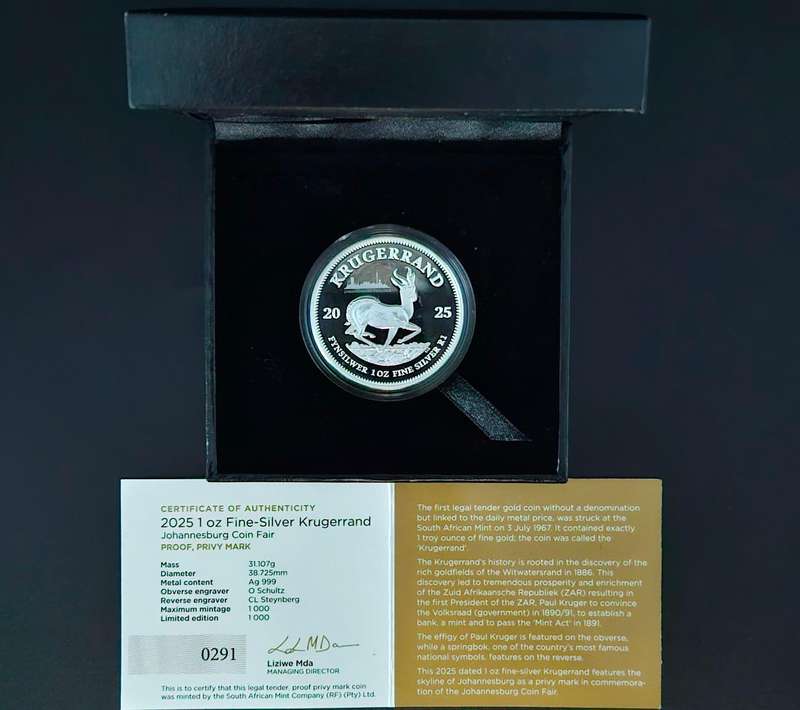 KRUGERRAND
20 25
FYNSILWER 1 OZ FINE SILVER R1
CERTIFICATE OF AUTHENTICITY
2025 1 oz Fine-Silver Krugerrand
Johannesburg Coin Fair
PROOF, PRIVY MARK
Mass 31.107g
Diameter 38.725mm
Metal content Ag 999
Obverse engraver O Schultz
Reverse engraver CL Steynberg
Maximum mintage 1 000
Limited edition 1 000
0291
Liziwe Mda
MANAGING DIRECTOR
This is to certify that this legal tender, proof privy mark coin
was minted by the South African Mint Company (RF) (Pty) Ltd.
The first legal tender gold coin without a denomination
but linked to the daily metal price, was struck at the
South African Mint on 3 July 1967. It contained exactly
1 troy ounce of fine gold; the coin was called the
'Krugerrand'.
The Krugerrand's history is rooted in the discovery of the
rich goldfields of the Witwatersrand in 1886. This
discovery led to tremendous prosperity and enrichment
of the Zuid Afrikaansche Republiek (ZAR) resulting in
the first President of the ZAR, Paul Kruger to convince
the Volksraad (government) in 1890/91, to establish a
bank, a mint and to pass the 'Mint Act' in 1891.
The effigy of Paul Kruger is featured on the obverse,
while a springbok, one of the country's most famous
national symbols, features on the reverse.
This 2025 dated 1 oz fine-silver Krugerrand features the
skyline of Johannesburg as a privy mark in commemora-
tion of the Johannesburg Coin Fair.